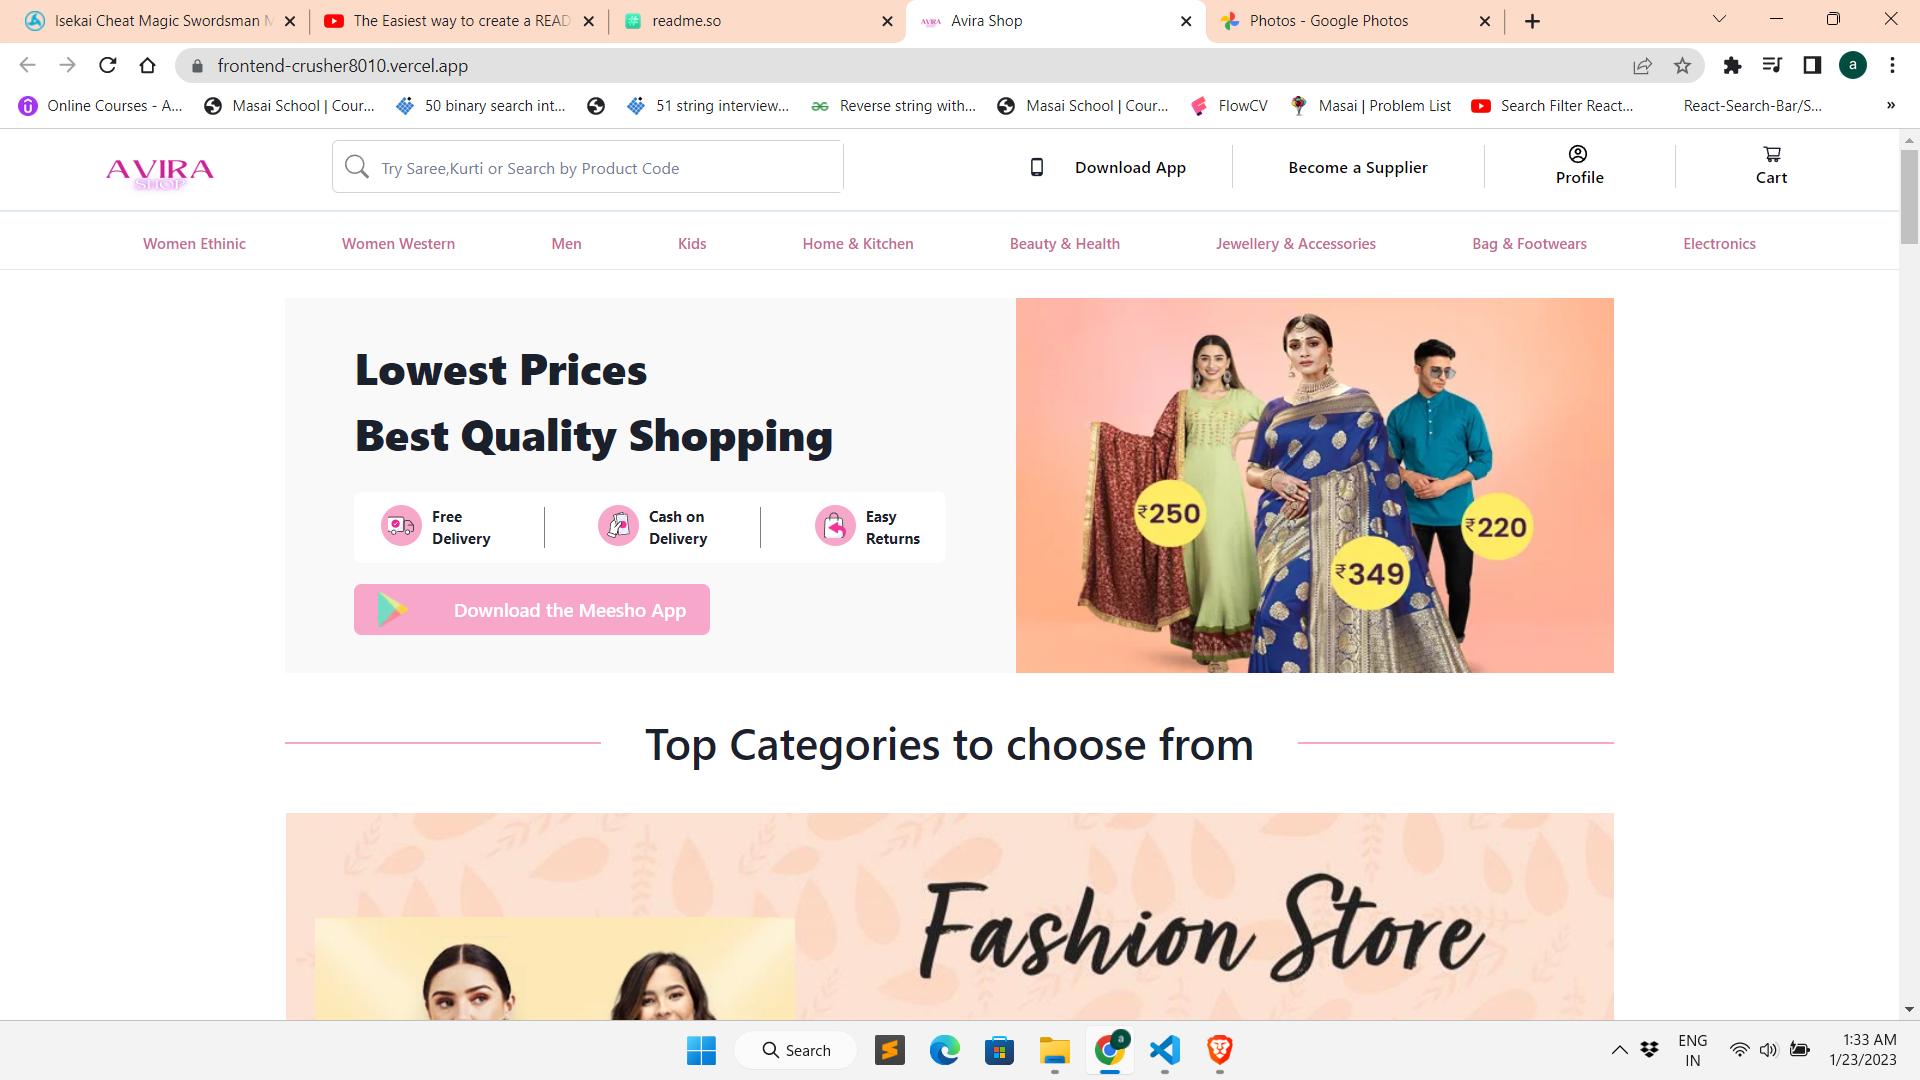 Isekai Cheat Magic Swordsman M
The Easiest way to create a READ
readme.so
Avira Shop
Photos - Google Photos
frontend-crusher8010.vercel.app
a
Online Courses - A...
Masai School | Cour...
50 binary search int...
51 string interview...
Reverse string with...
Masai School | Cour...
FlowCV
Masai | Problem List
Search Filter React...
React-Search-Bar/S...
»
AVIRA
SHOP
Try Saree,Kurti or Search by Product Code
Download App
Become a Supplier
Profile
Cart
Women Ethinic
Women Western
Men
Kids
Home & Kitchen
Beauty & Health
Jewellery & Accessories
Bag & Footwears
Electronics
Lowest Prices
Best Quality Shopping
Free
Delivery
Cash on
Delivery
Easy
Returns
Download the Meesho App
₹250
₹349
₹220
Top Categories to choose from
Fashion Store
Search
a
ENG
IN
1:33 AM
1/23/2023